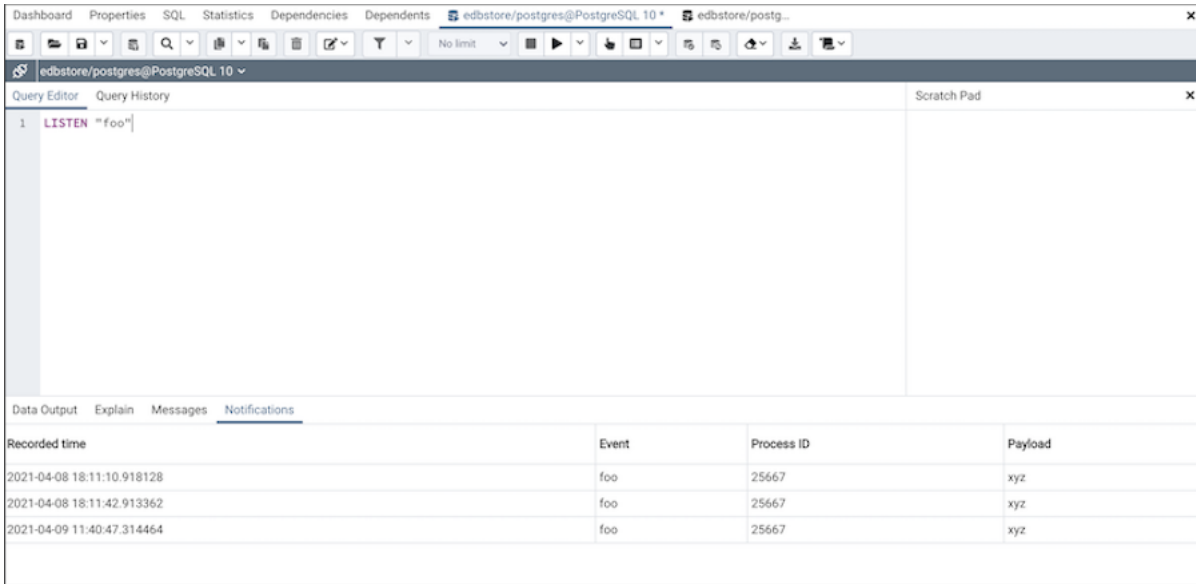 Dashboard Properties SQL Statistics Dependencies Dependents edbstore/postgres@PostgreSQL 10 * edbstore/postg...
No limit
edbstore/postgres@PostgreSQL 10
Query Editor Query History Scratch Pad
1 LISTEN "foo"
Data Output Explain Messages Notifications
Recorded time Event Process ID Payload
2021-04-08 18:11:10.918128 foo 25667 xyz
2021-04-08 18:11:42.913362 foo 25667 xyz
2021-04-09 11:40:47.314464 foo 25667 xyz